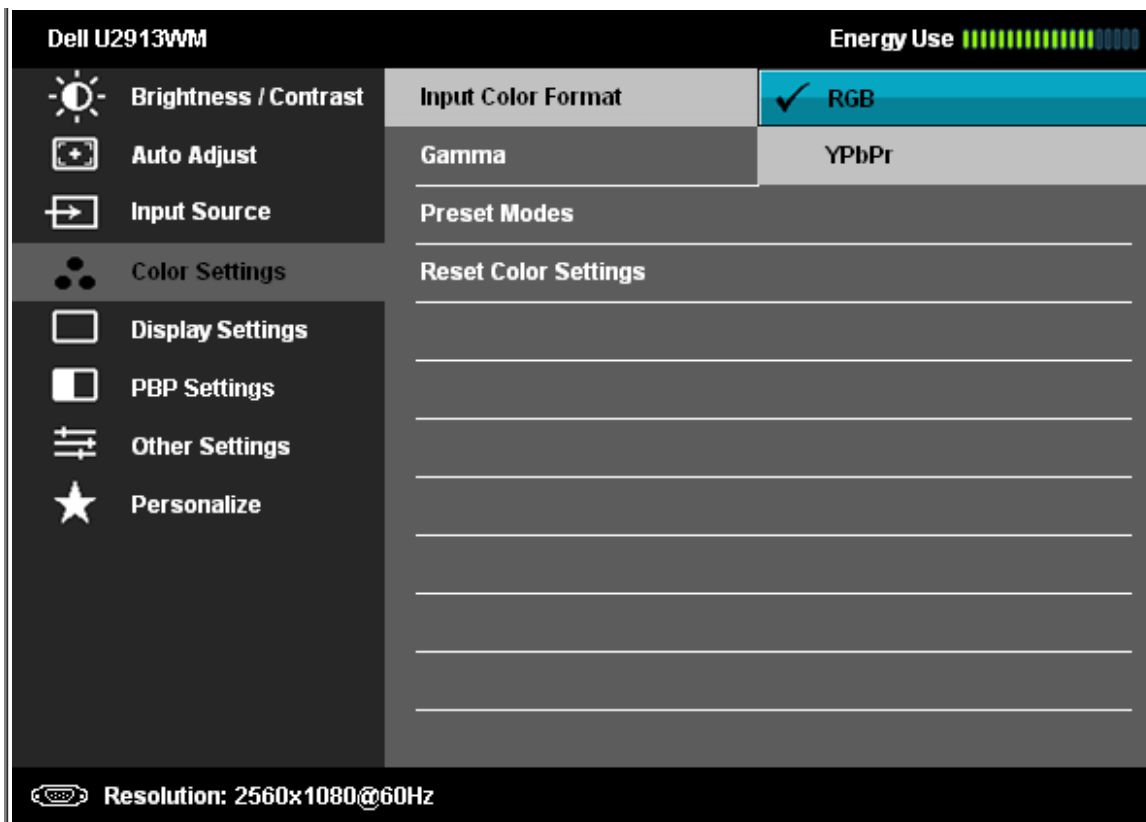 Dell U2913WM
Energy Use
Brightness / Contrast
Auto Adjust
Input Source
Color Settings
Display Settings
PBP Settings
Other Settings
Personalize
Input Color Format
Gamma
Preset Modes
Reset Color Settings
RGB
YPbPr
Resolution: 2560x1080@60Hz